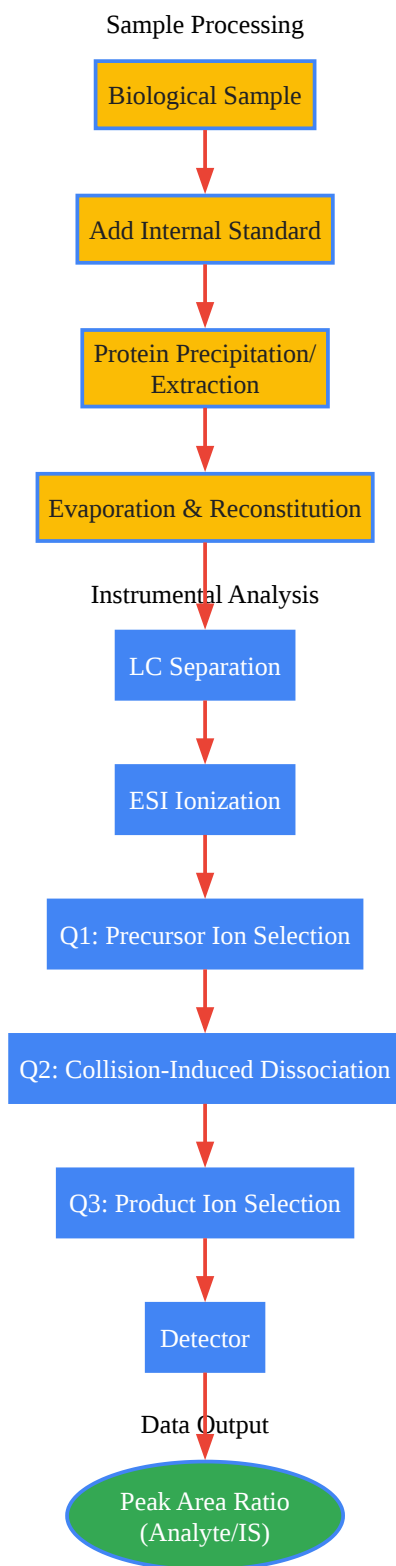 Sample Processing
Biological Sample
Add Internal Standard
Protein Precipitation/
Extraction
Evaporation & Reconstitution
Instrumental Analysis
LC Separation
ESI Ionization
Q1: Precursor Ion Selection
Q2: Collision-Induced Dissociation
Q3: Product Ion Selection
Detector
Data Output
Peak Area Ratio
(Analyte/IS)